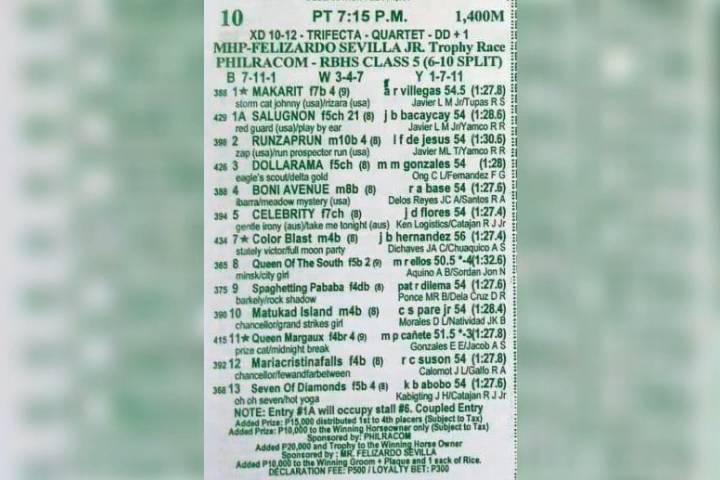 10 PT 7:15 P.M. 1,400M
XD 10-12 - TRIFECTA - QUARTET - DD + 1
MHP-FELIZARDO SEVILLA JR. Trophy Race
PHILRACOM - RBHS CLASS 5 (6-10 SPLIT)
B 7-11-1 W 3-4-7 Y 1-7-11
388 1★ MAKARIT f7b 4 (9) a r villegas 54.5 (1:27.8)
storm cat johnny (usa)/rizara (usa) Javier L M Jr/Tupas R S
429 1A SALUGNON f5ch 21 (8) j b bacaycay 54 (1:28.6)
red guard (usa)/play by ear Javier L M Jr/Yamco R R
398 2 RUNZAPRUN m10b 4 (8) l f de jesus 54 (1:30.6)
zap (usa)/run prospector run (usa) Javier ML T/Yamco R R
426 3 DOLLARAMA f5ch (8) m m gonzales 54 (1:28)
eagle's scout/delta gold Ong C L/Fernandez F G
388 4 BONI AVENUE m8b (8) r a base 54 (1:27.6)
ibarra/meadow mystery (usa) Delos Reyes JC A/Santos R A
394 5 CELEBRITY f7ch (8) j d flores 54 (1:27.4)
gentle irony (aus)/take me tonight (aus) Ken Logistics/Catajan R J Jr
434 7★ Color Blast m4b (8) j b hernandez 56 (1:27.4)
stately victor/full moon party Dichaves JA C/Chuaquico A S
365 8 Queen Of The South f5b 2 (9) m r ellos 50.5 *-4(1:32.6)
minsk/city girl Aquino A B/Sordan Jon N
375 9 Spaghetting Pababa f4db (8) pat r dilema 54 (1:27.6)
barkely/rock shadow Ponce MR B/Dela Cruz D R
390 10 Matukad Island m4b (8) c s pare jr 54 (1:28.4)
chancellor/grand strikes girl Morales D L/Natividad JK B
415 11★ Queen Margaux f4br 4 (9) m p cañete 51.5 *-3(1:27.8)
prize cat/midnight break Gonzales E E/Jacob A S
392 12 Mariacristinafalls f4b (8) r c suson 54 (1:27.8)
chancellor/fewandfarbetween Calomot J L/Gallo R A
368 13 Seven Of Diamonds f5b 4 (8) k b abobo 54 (1:27.6)
oh oh seven/hot yoga Kabigting J H/Catajan R J Jr
NOTE: Entry #1A will occupy stall #6. Coupled Entry
Added Prize: P15,000 distributed 1st to 4th placers (Subject to Tax)
Added Prize: P10,000 to the Winning Horseowner only (Subject to Tax)
Sponsored by: PHILRACOM
Added P20,000 and Trophy to the Winning Horse Owner
Sponsored by : MR. FELIZARDO SEVILLA
Added P10,000 to the Winning Groom + Plaque and 1 sack of Rice.
DECLARATION FEE: P500 / LOYALTY BET: P300